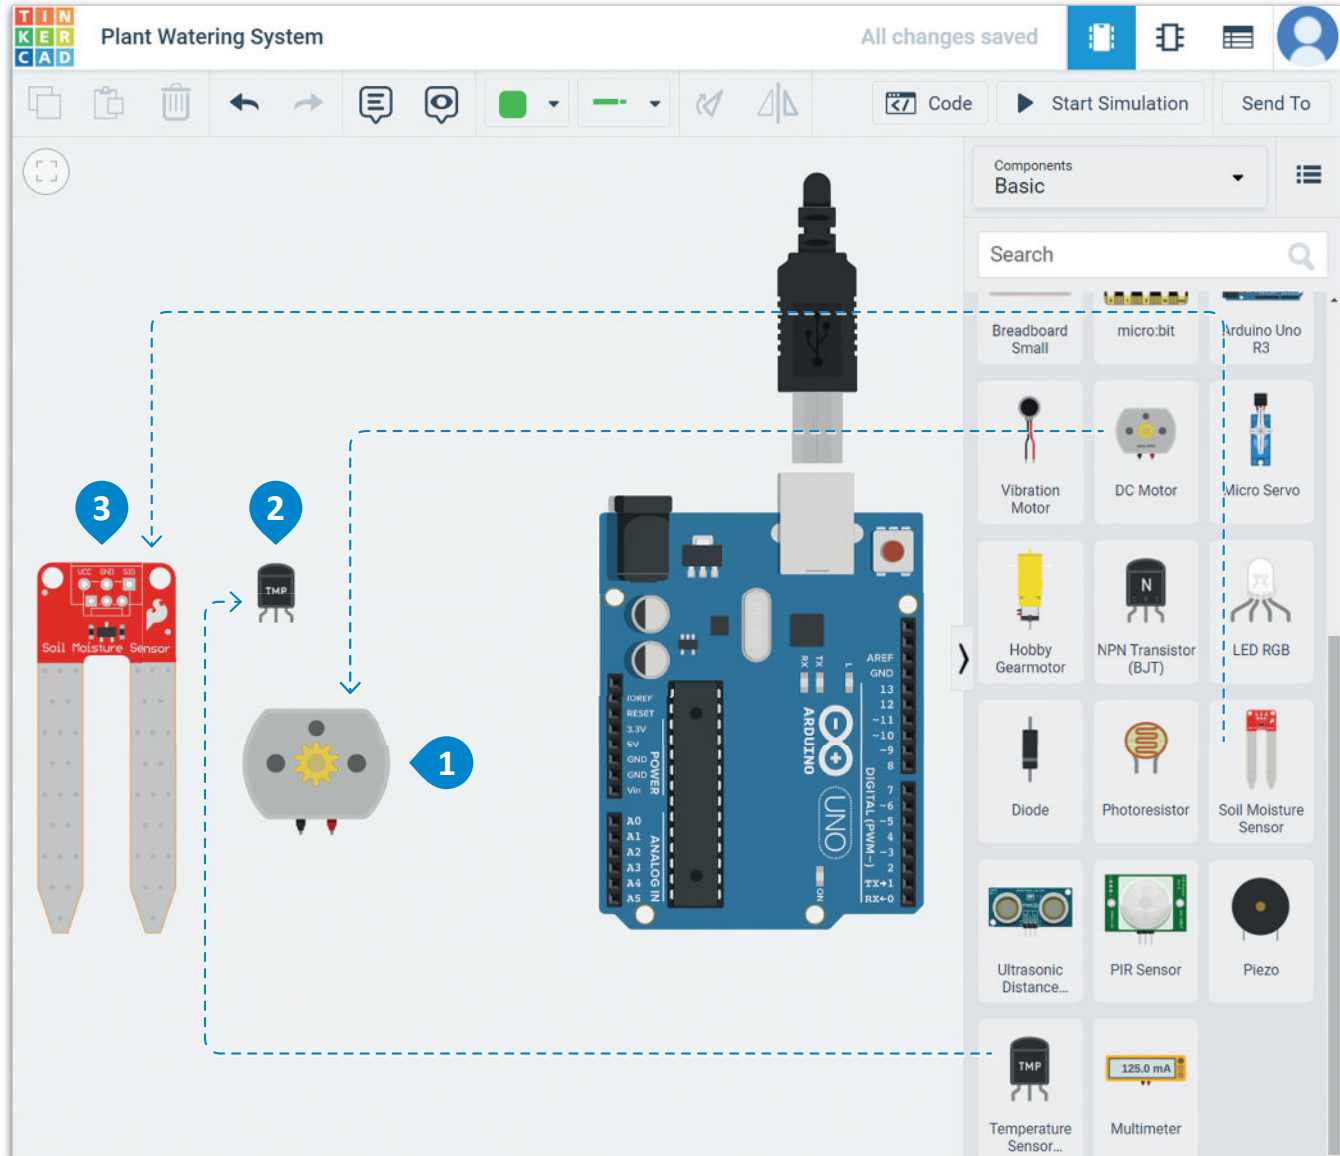 TIN
KER
CAD
Plant Watering System
All changes saved
Code
Start Simulation
Send To
Components
Basic
Search
Breadboard
Small
micro:bit
Arduino Uno
R3
Vibration
Motor
DC Motor
Micro Servo
N
Hobby
Gearmotor
NPN Transistor
(BJT)
LED RGB
Diode
Photoresistor
Soil Moisture
Sensor
Ultrasonic
Distance...
PIR Sensor
Piezo
TMP
125.0 mA
Temperature
Sensor...
Multimeter
3
2
1
VCC GND SIG
Soil Moisture Sensor
TMP
RX TX L
AREF
GND
13
12
~11
~10
~9
8
7
~6
~5
4
~3
2
TX→1
RX←0
IOREF
RESET
3.3V
5V
GND
GND
Vin
A0
A1
A2
A3
A4
A5
POWER
ANALOG IN
ARDUINO
UNO
DIGITAL (PWM~)
ON